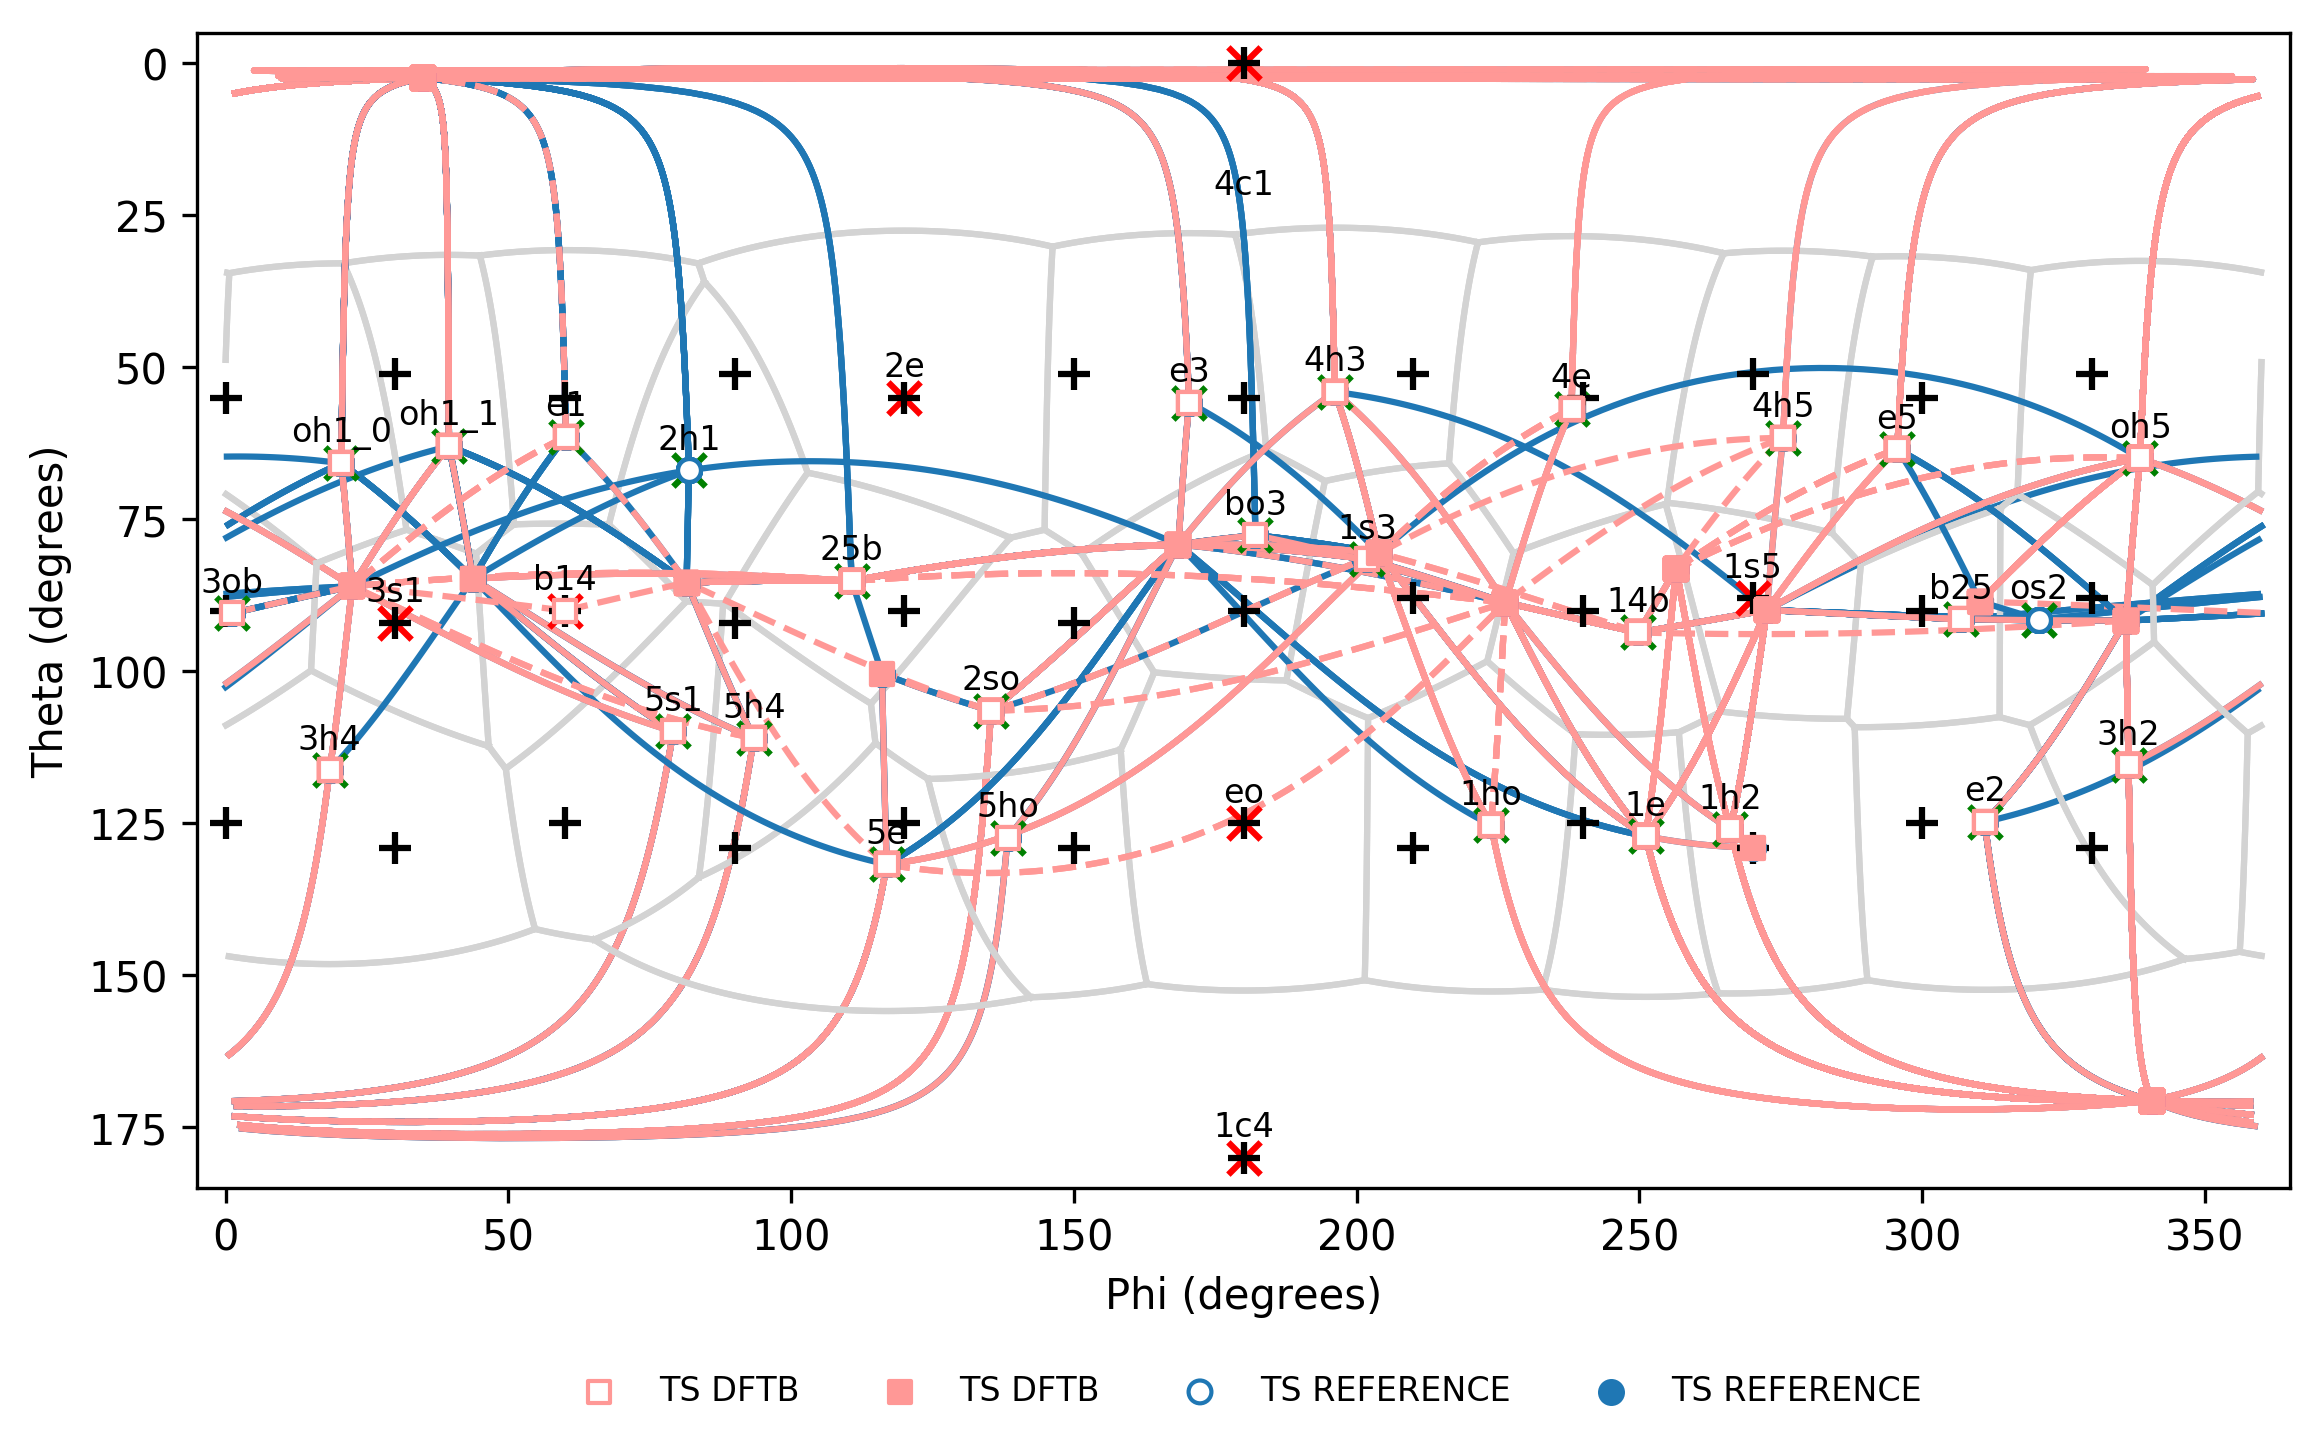 0
4c1
25
50
2e
e3
4h3
4e
oh1_0
oh1_1
e1
2h1
4h5
e5
oh5
75
25b
bo3
1s3
3ob
3s1
b14
1s5
14b
b25
os2
100
3h4
5s1
5h4
2so
3h2
125
5e
5ho
eo
1ho
1e
1h2
e2
150
175
1c4
0 50 100 150 200 250 300 350
Theta (degrees)
Phi (degrees)
TS DFTB TS DFTB TS REFERENCE TS REFERENCE